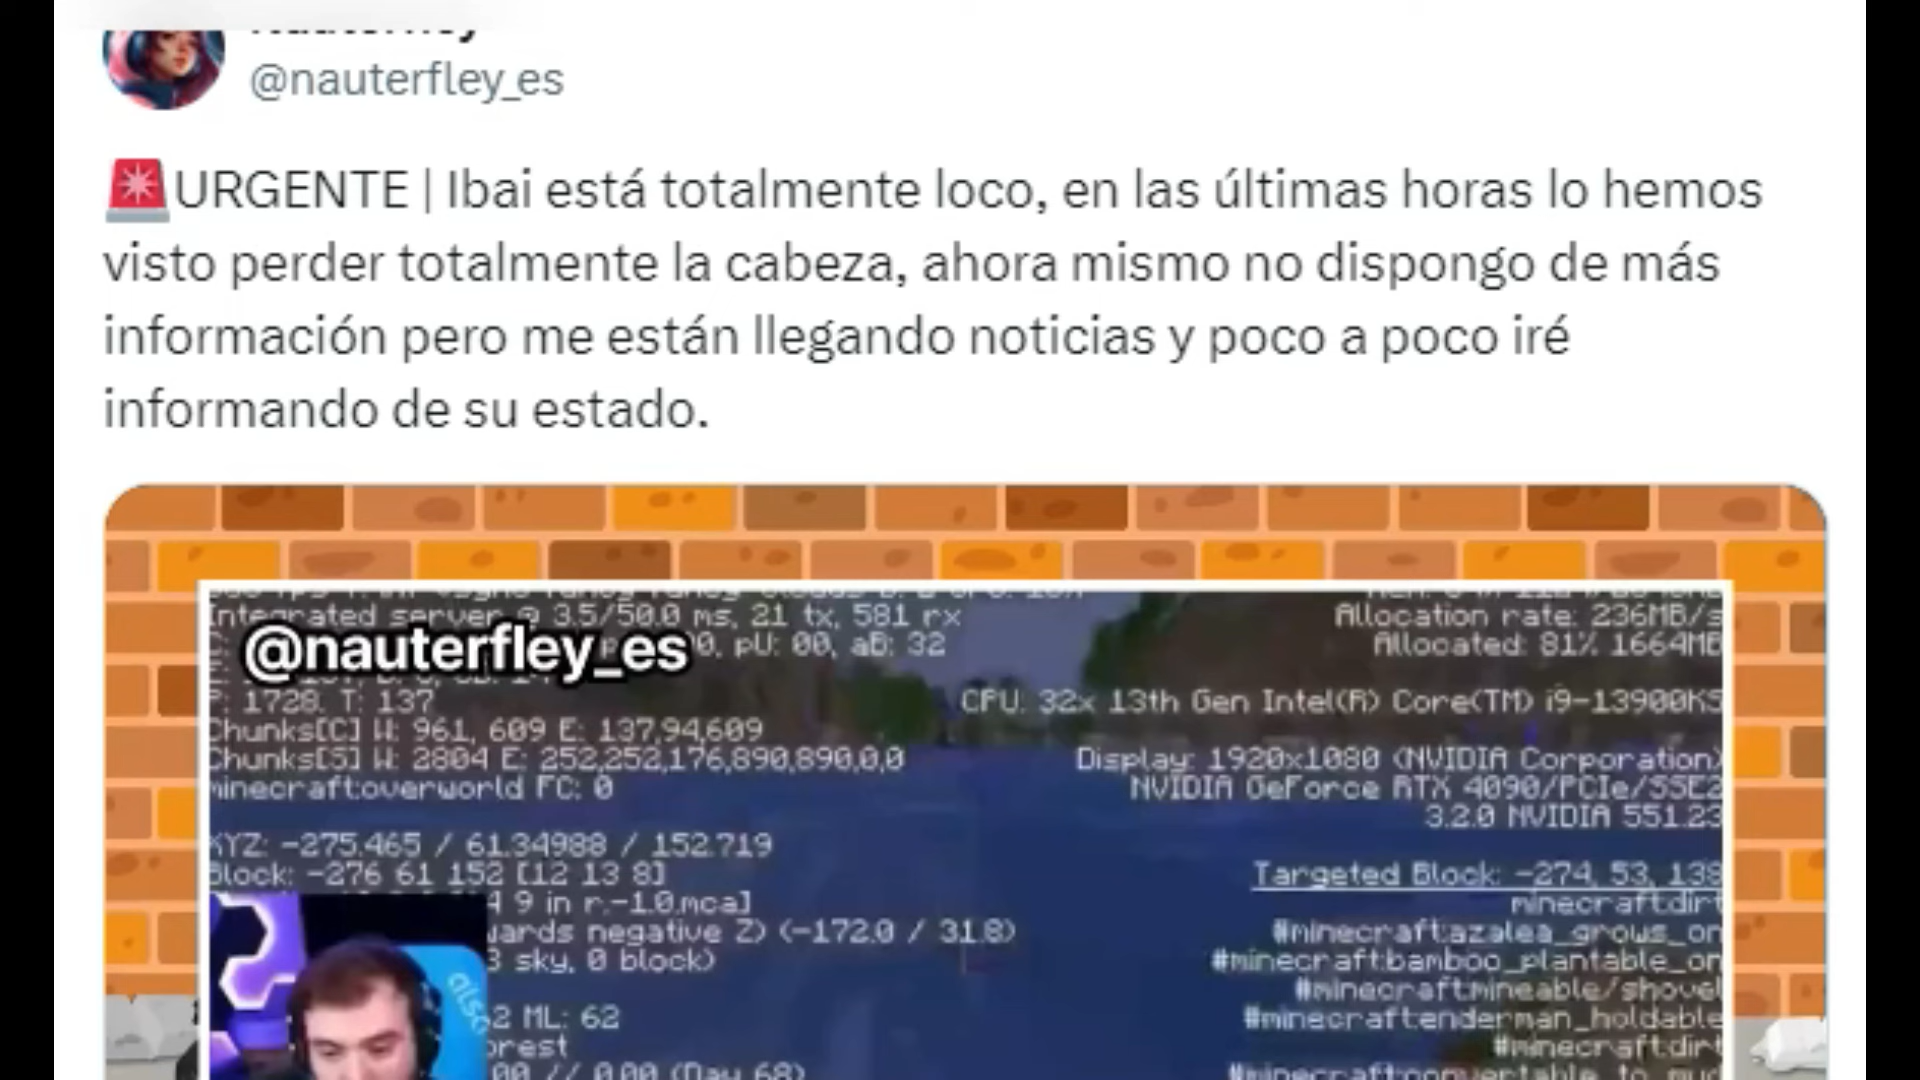 @nauterfley_es
🚨URGENTE | Ibai está totalmente loco, en las últimas horas lo hemos
visto perder totalmente la cabeza, ahora mismo no dispongo de más
información pero me están llegando noticias y poco a poco iré
informando de su estado.
Integrated server @ 3.5/50.0 ms, 21 tx, 581 rx
Allocation rate: 236MB/s
@nauterfley_es
pU: 00, aB: 32
Allocated: 81% 1664MB
P: 1728. T: 137
CPU: 32x 13th Gen Intel(R) Core(TM) i9-13900KS
Chunks[C] W: 961, 609 E: 137,94,609
Chunks[S] W: 2804 E: 252,252,176,890,890,0,0
Display: 1920x1080 (NVIDIA Corporation)
minecraft:overworld FC: 0
NVIDIA GeForce RTX 4090/PCIe/SSE2
3.2.0 NVIDIA 551.23
XYZ: -275.465 / 61.34988 / 152.719
Block: -276 61 152 [12 13 8]
Targeted Block: -274, 53, 138
9 in r.-1.0.mca]
minecraft:dirt
negative Z) (-172.0 / 31.8)
#minecraft:azalea_grows_on
sky, 0 block)
#minecraft:bamboo_plantable_on
#minecraft:mineable/shovel
ML: 62
#minecraft:enderman_holdable
#minecraft:dirt
// 0.00 (Day 68)